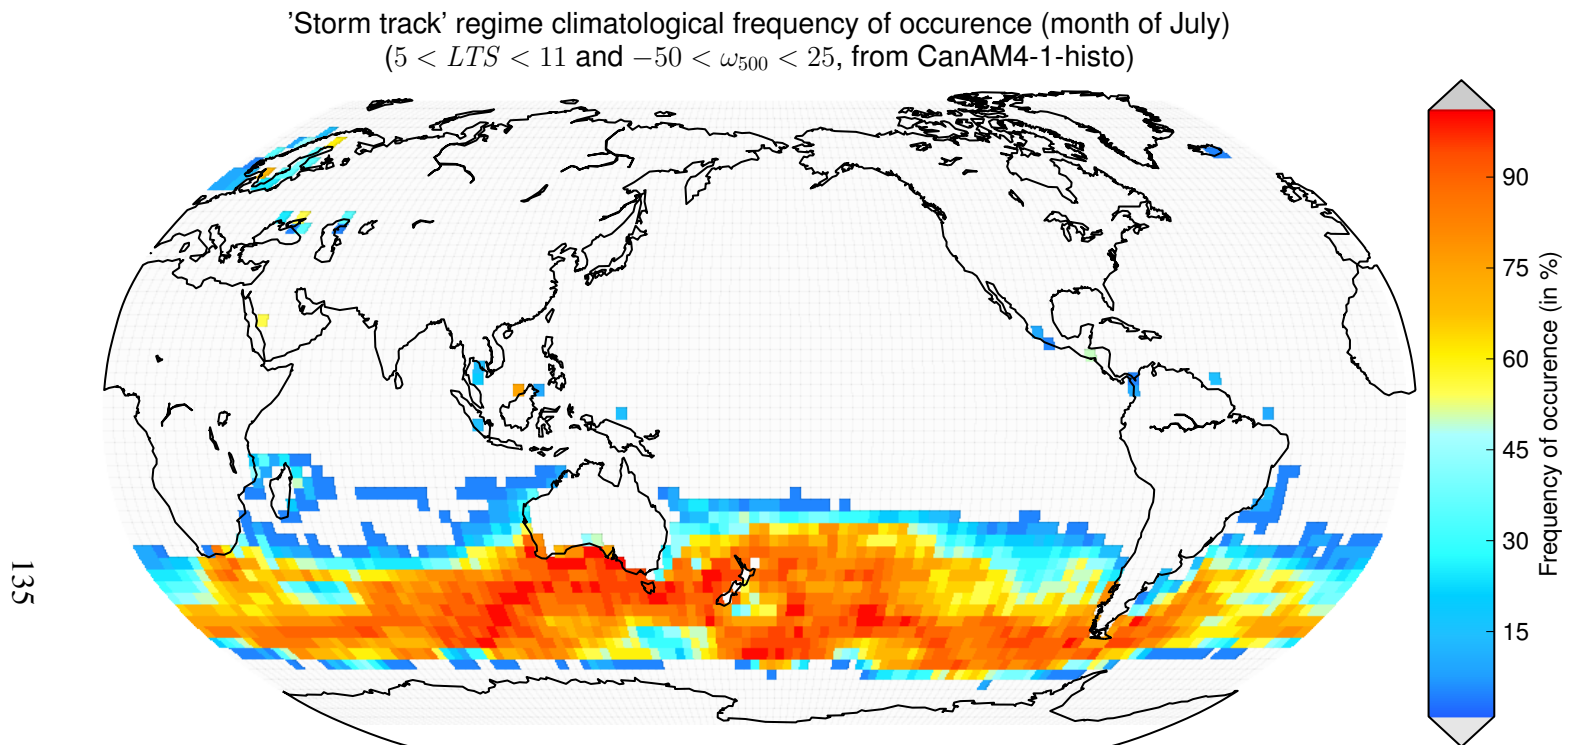 'Storm track' regime climatological frequency of occurence (month of July)
(5 < LTS < 11 and −50 < ω500 < 25, from CanAM4-1-histo)
90
75
60
45
30
15
Frequency of occurence (in %)
135